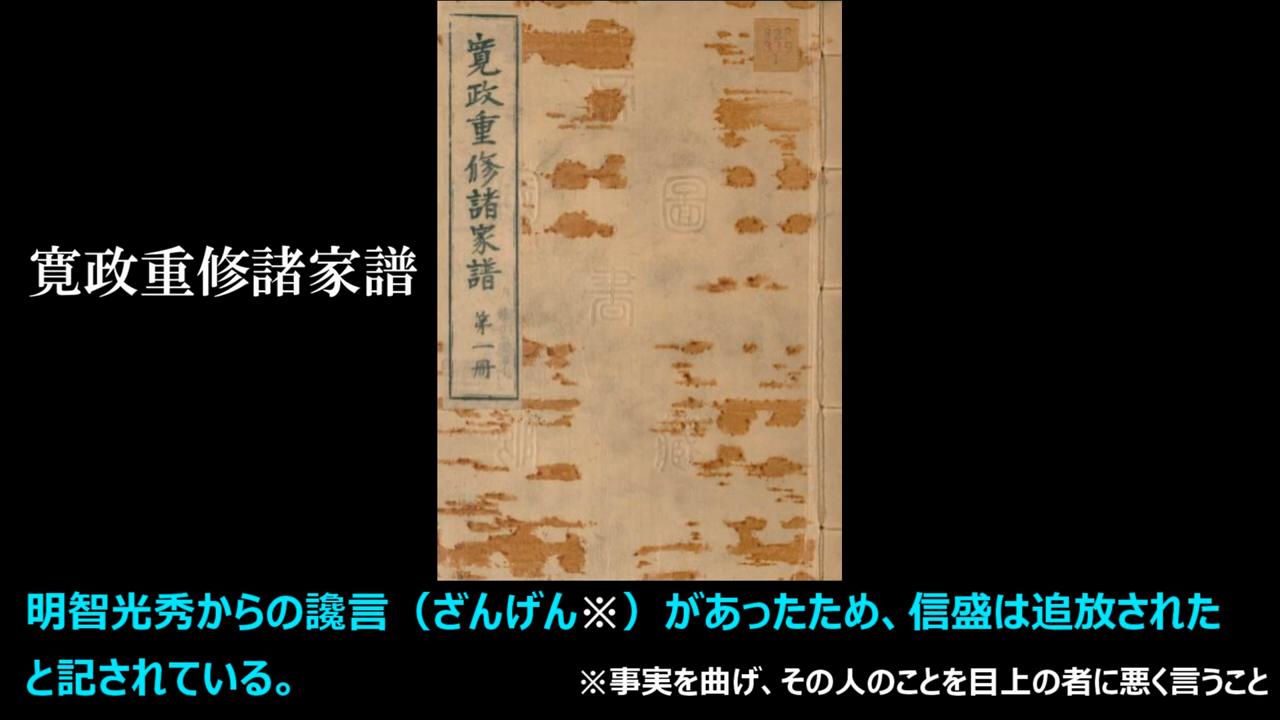 寛政重修諸家譜
寛政重修諸家譜 第一冊
明智光秀からの讒言（ざんげん※）があったため、信盛は追放された
と記されている。
※事実を曲げ、その人のことを目上の者に悪く言うこと